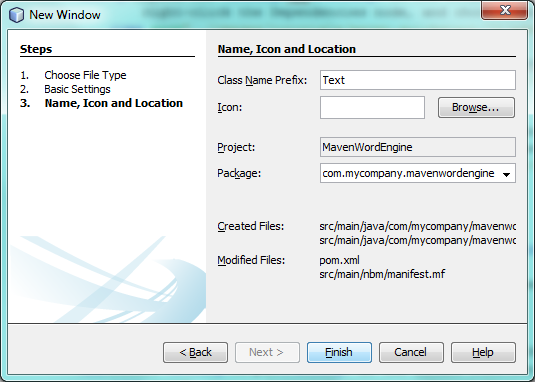 New Window
Steps
1. Choose File Type
2. Basic Settings
3. Name, Icon and Location
Name, Icon and Location
Class Name Prefix: Text
Icon: Browse...
Project: MavenWordEngine
Package: com.mycompany.mavenwordengine
Created Files: src/main/java/com/mycompany/mavenwo
src/main/java/com/mycompany/mavenwo
Modified Files: pom.xml
src/main/nbm/manifest.mf
< Back Next > Finish Cancel Help